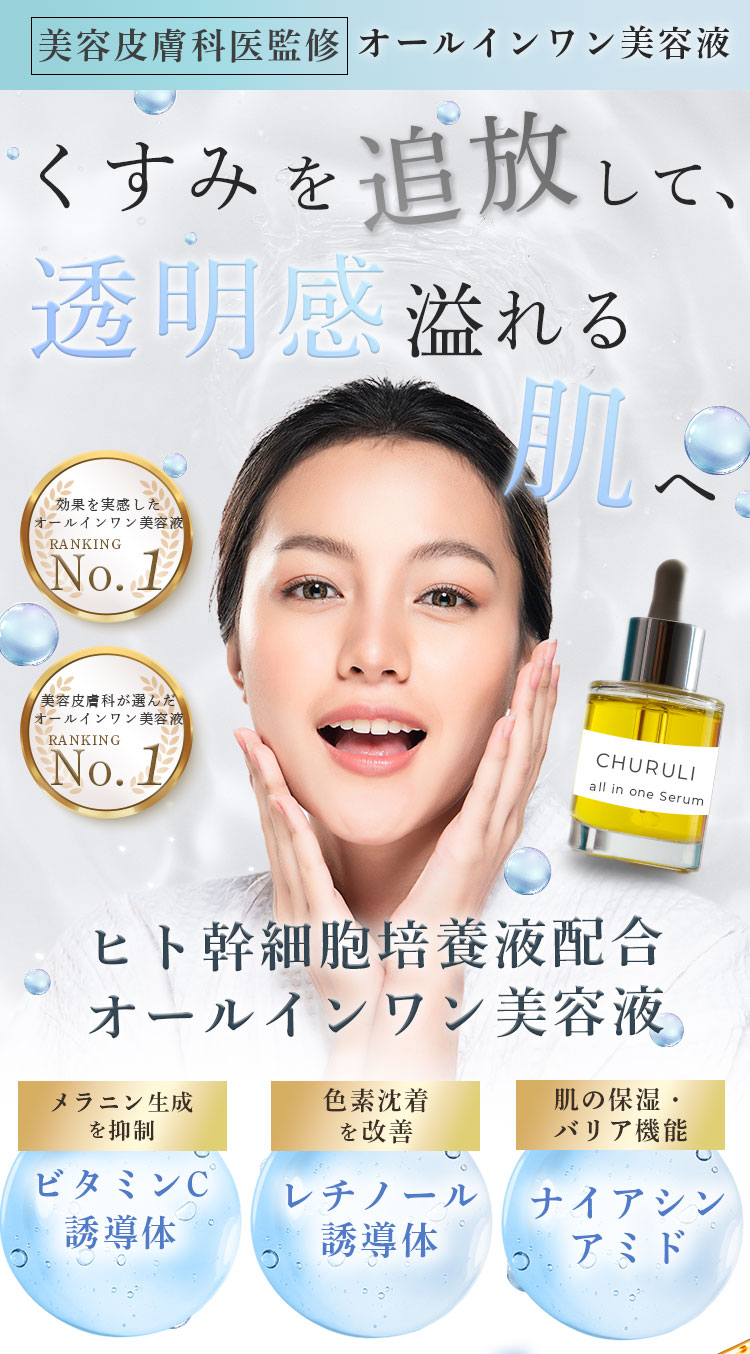 美容皮膚科医監修 オールインワン美容液
くすみを追放して、
透明感溢れる
肌へ
効果を実感した
オールインワン美容液
RANKING
No.1
美容皮膚科が選んだ
オールインワン美容液
RANKING
No.1
CHURULI
all in one Serum
ヒト幹細胞培養液配合
オールインワン美容液
メラニン生成
を抑制
ビタミンC
誘導体
色素沈着
を改善
レチノール
誘導体
肌の保湿・
バリア機能
ナイアシン
アミド